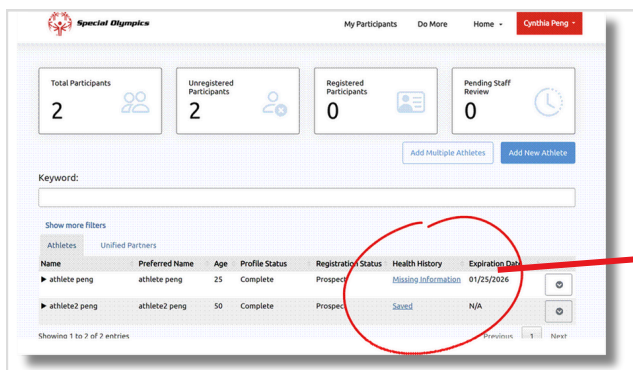 Special Olympics
My Participants Do More Home Cynthia Peng
Total Participants
2
Unregistered
Participants
2
Registered
Participants
0
Pending Staff
Review
0
Add Multiple Athletes Add New Athlete
Keyword:
Show more filters
Athletes Unified Partners
Name Preferred Name Age Profile Status Registration Status Health History Expiration Date
athlete peng athlete peng 25 Complete Prospect Missing Information 01/25/2026
athlete2 peng athlete2 peng 50 Complete Prospect Saved N/A
Showing 1 to 2 of 2 entries Previous 1 Next